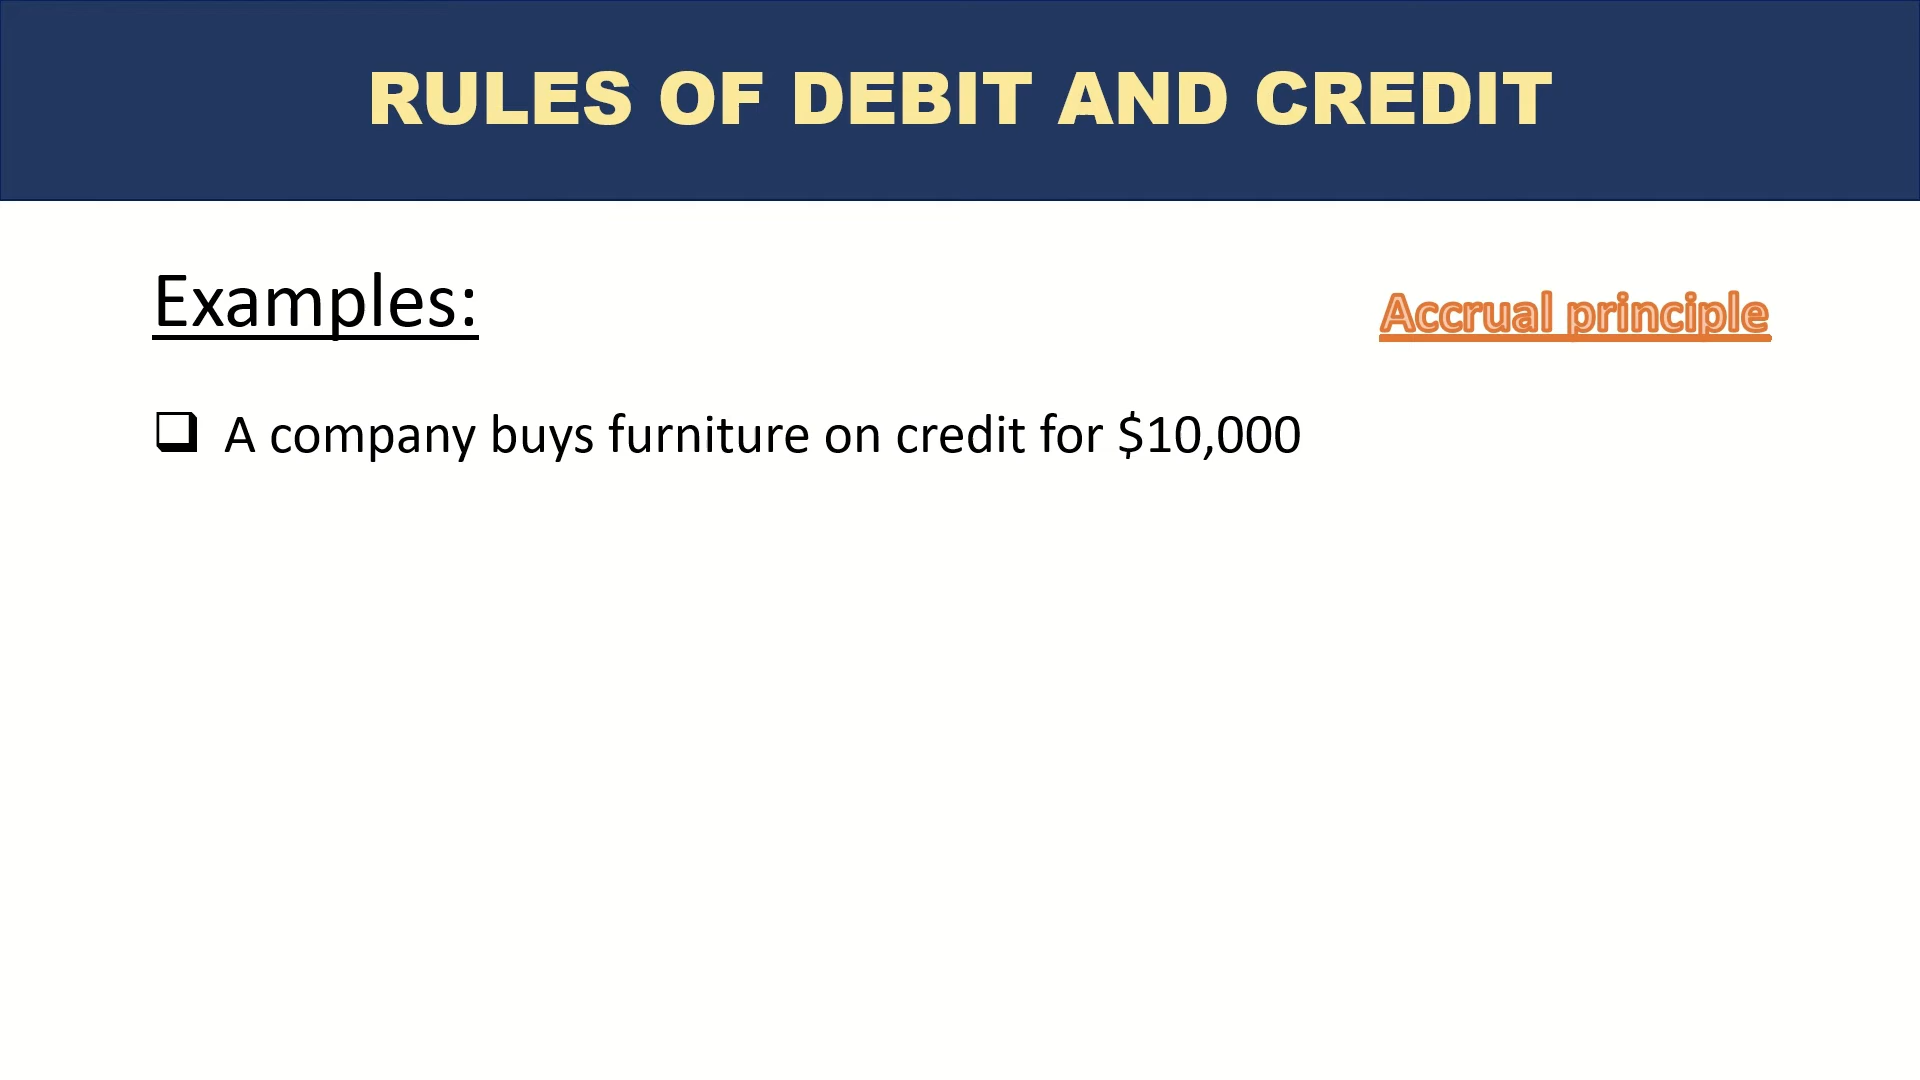 RULES OF DEBIT AND CREDIT
Examples:
Accrual principle
A company buys furniture on credit for $10,000